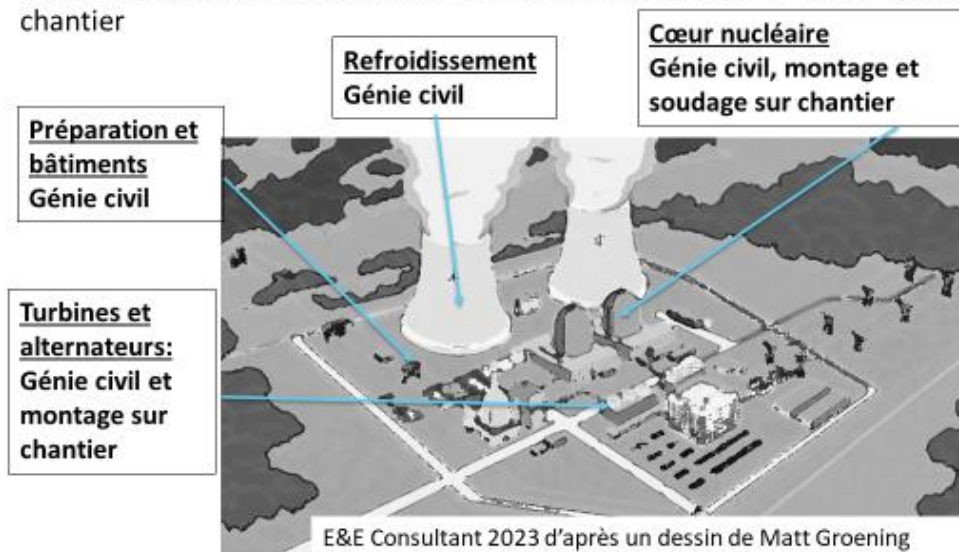 chantier
Refroidissement
Génie civil
Cœur nucléaire
Génie civil, montage et
soudage sur chantier
Préparation et
bâtiments
Génie civil
Turbines et
alternateurs:
Génie civil et
montage sur
chantier
E&E Consultant 2023 d'après un dessin de Matt Groening